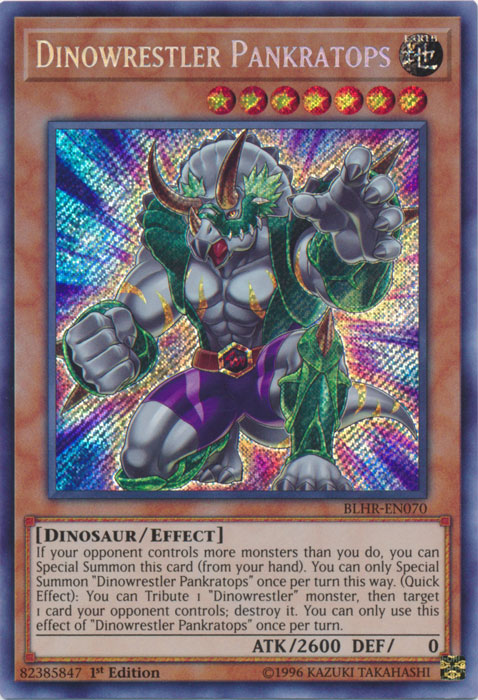 DINOWRESTLER PANKRATOPS
EARTH
地
BLHR-EN070
[DINOSAUR/EFFECT]
If your opponent controls more monsters than you do, you can
Special Summon this card (from your hand). You can only Special
Summon "Dinowrestler Pankratops" once per turn this way. (Quick
Effect): You can Tribute 1 "Dinowrestler" monster, then target
1 card your opponent controls; destroy it. You can only use this
effect of "Dinowrestler Pankratops" once per turn.
ATK/2600 DEF/ 0
82385847 1st Edition ©1996 KAZUKI TAKAHASHI